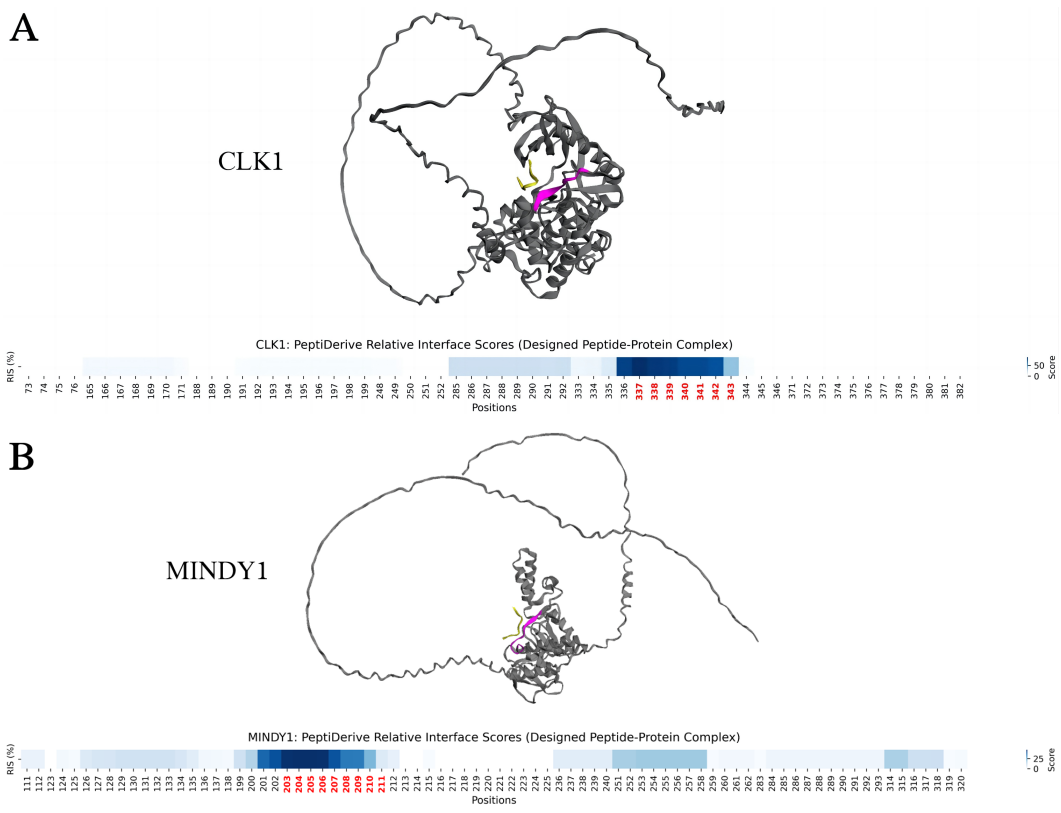 A
CLK1
CLK1: PeptiDerive Relative Interface Scores (Designed Peptide-Protein Complex)
RIS (%)
73 74 75 76 165 166 167 168 169 170 171 188 189 190 191 192 193 194 195 196 197 198 199 248 249 250 251 252 285 286 287 288 289 290 291 292 333 334 335 336 337 338 339 340 341 342 343 344 345 346 371 372 373 374 375 376 377 378 379 380 381 382
Positions
50
0
Score
B
MINDY1
MINDY1: PeptiDerive Relative Interface Scores (Designed Peptide-Protein Complex)
RIS (%)
111 112 123 124 125 126 127 128 129 130 131 132 133 134 135 136 137 138 199 200 201 202 203 204 205 206 207 208 209 210 211 212 213 214 215 216 217 218 219 220 221 222 223 224 225 236 237 238 239 240 251 252 253 254 255 256 257 258 259 260 261 262 283 284 285 286 287 288 289 290 291 292 293 314 315 316 317 318 319 320
Positions
25
0
Score